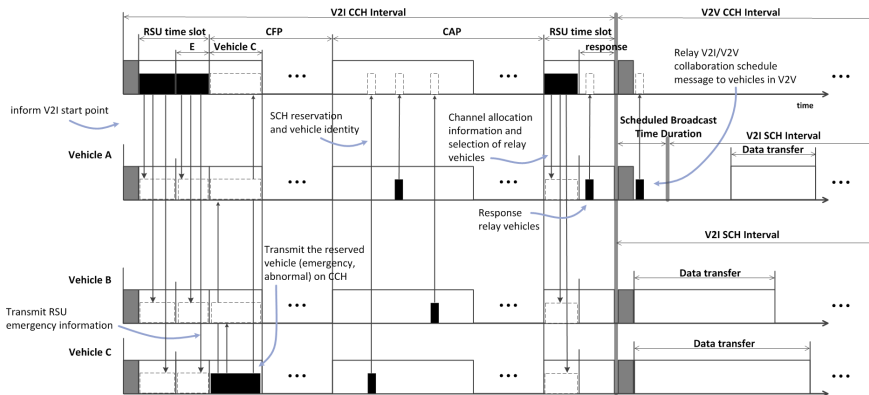 V2I CCH Interval
V2V CCH Interval
RSU time slot
CFP
CAP
RSU time slot
E
Vehicle C
response
Relay V2I/V2V
collaboration schedule
message to vehicles in V2V
time
inform V2I start point
SCH reservation
and vehicle identity
Channel allocation
information and
selection of relay
vehicles
Scheduled Broadcast
Time Duration
V2I SCH Interval
Data transfer
Vehicle A
Response
relay vehicles
V2I SCH Interval
Transmit the reserved
vehicle (emergency,
abnormal) on CCH
Vehicle B
Data transfer
Transmit RSU
emergency information
Vehicle C
Data transfer